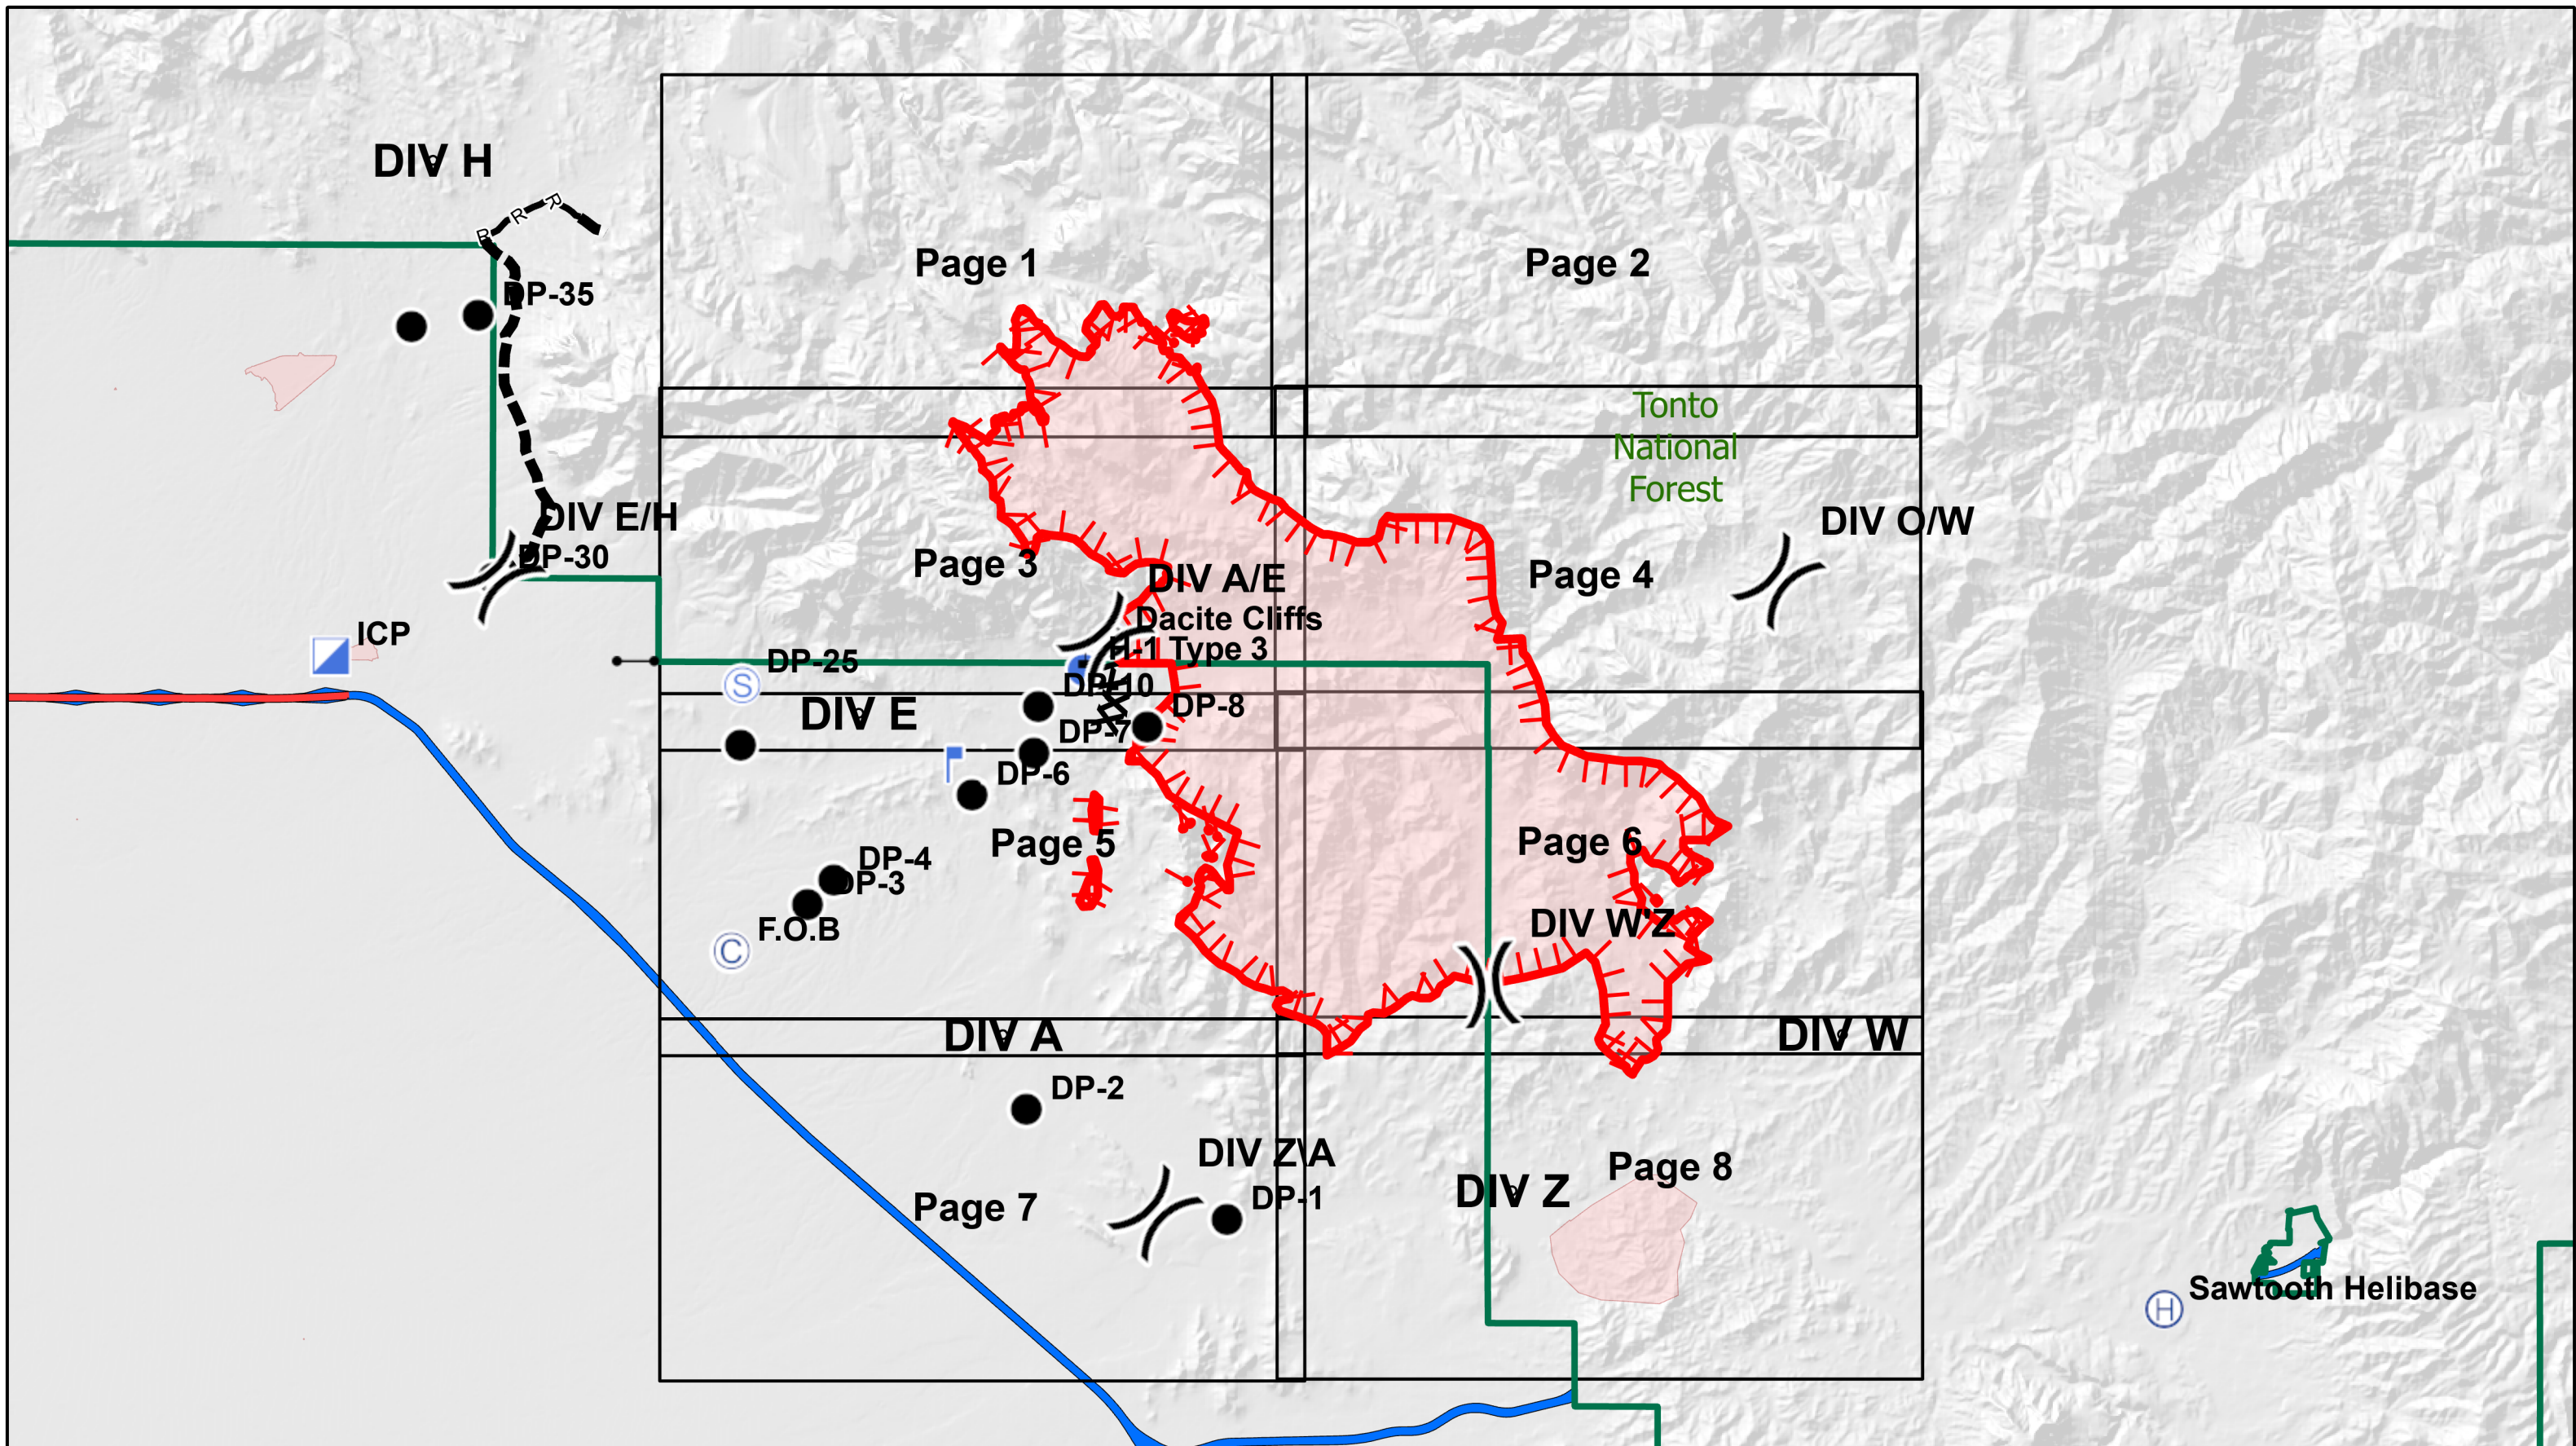 DIV H
R
R
R
Page 1
Page 2
DP-35
Tonto
National
Forest
DIV E/H
DIV O/W
DP-30
Page 3
Page 4
DIV A/E
Dacite Cliffs
H-1 Type 3
ICP
DP-25
S
DP-10
DP-8
DIV E
DP-7
DP-6
Page 5
Page 6
DP-4
DP-3
F.O.B
C
DIV W'Z
DIV A
DIV W
DP-2
DIV Z\A
Page 8
DP-1
DIV Z
Page 7
Sawtooth Helibase
H